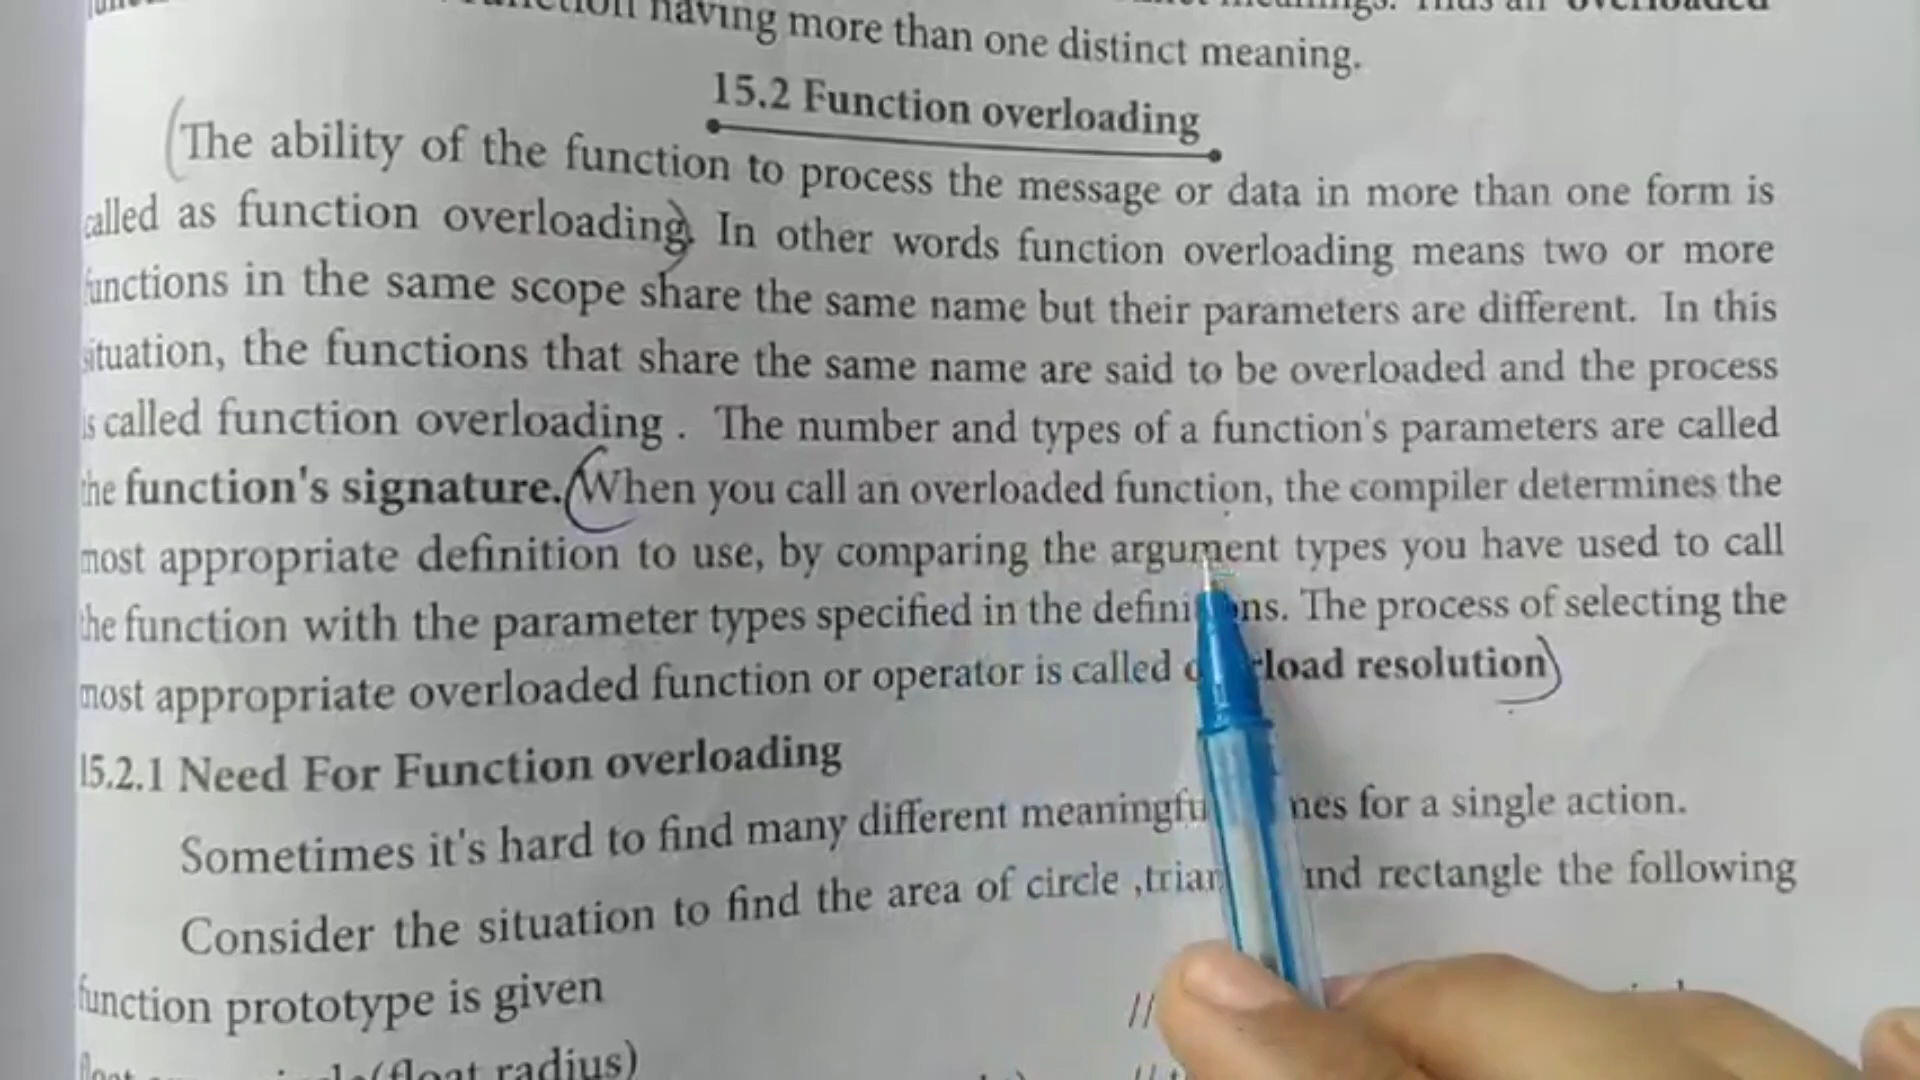 having more than one distinct meaning.
15.2 Function overloading
(The ability of the function to process the message or data in more than one form is
called as function overloading). In other words function overloading means two or more
functions in the same scope share the same name but their parameters are different. In this
situation, the functions that share the same name are said to be overloaded and the process
is called function overloading . The number and types of a function's parameters are called
the function's signature. (When you call an overloaded function, the compiler determines the
most appropriate definition to use, by comparing the argument types you have used to call
the function with the parameter types specified in the definitions. The process of selecting the
most appropriate overloaded function or operator is called load resolution)
15.2.1 Need For Function overloading
Sometimes it's hard to find many different for a single action.
Consider the situation to find the area of circle , and rectangle the following
function prototype is given //
(float radius) //